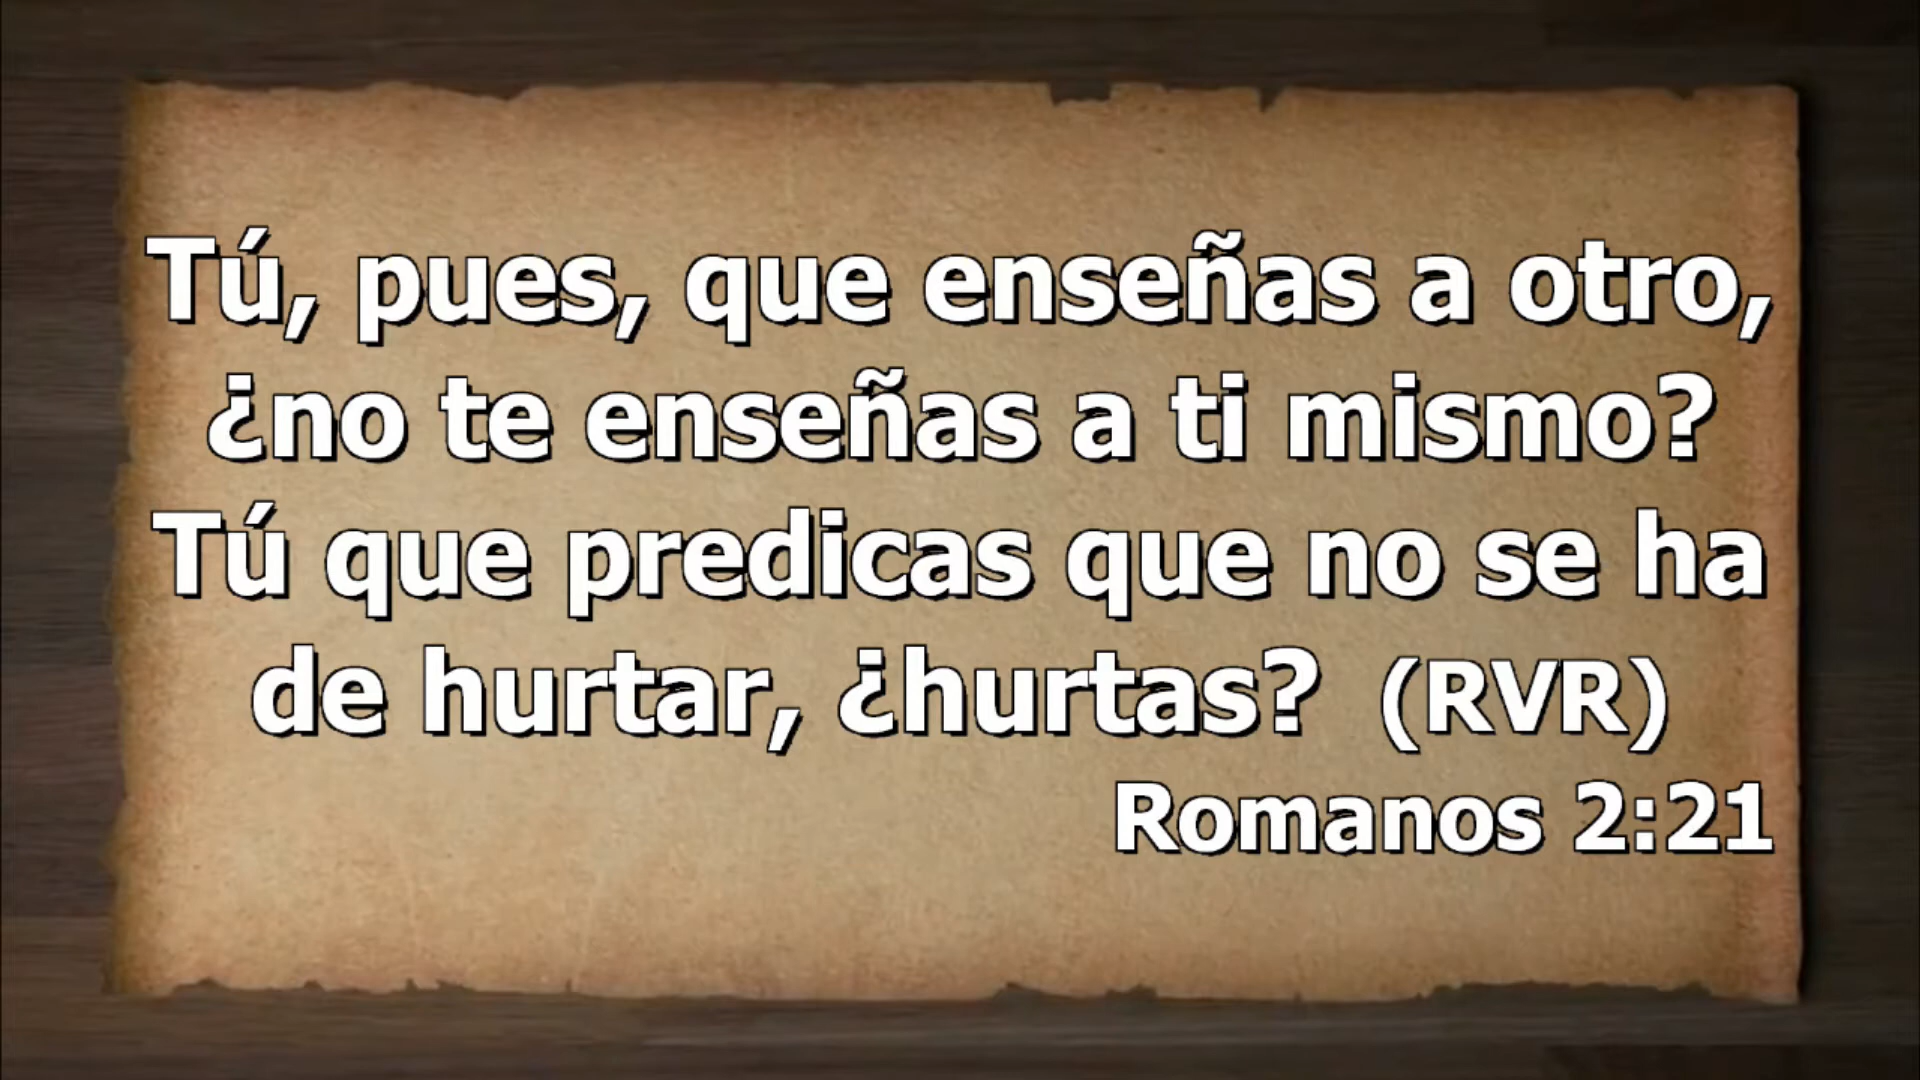 Tú, pues, que enseñas a otro,
¿no te enseñas a ti mismo?
Tú que predicas que no se ha
de hurtar, ¿hurtas? (RVR)
Romanos 2:21